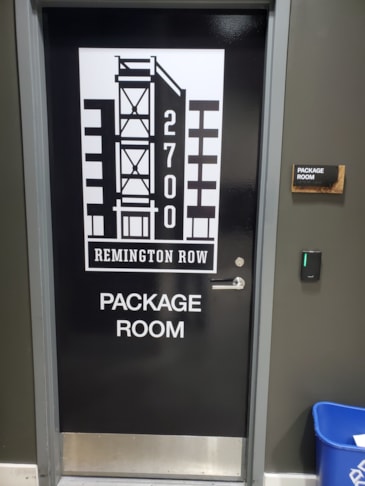 2700
REMINGTON ROW
PACKAGE
ROOM
PACKAGE
ROOM